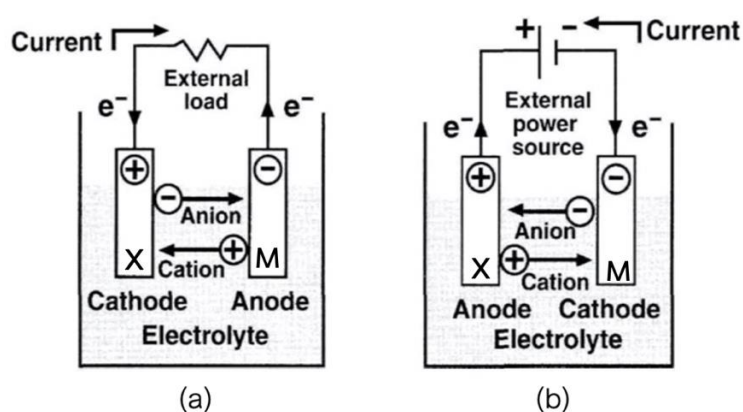 Current
External
load
e⁻ e⁻
+ −
−
Anion
+
X Cation M
Cathode Anode
Electrolyte
(a)
+ − Current
External
power
source
e⁻ e⁻
+ −
−
Anion
+
X Cation M
Anode Cathode
Electrolyte
(b)